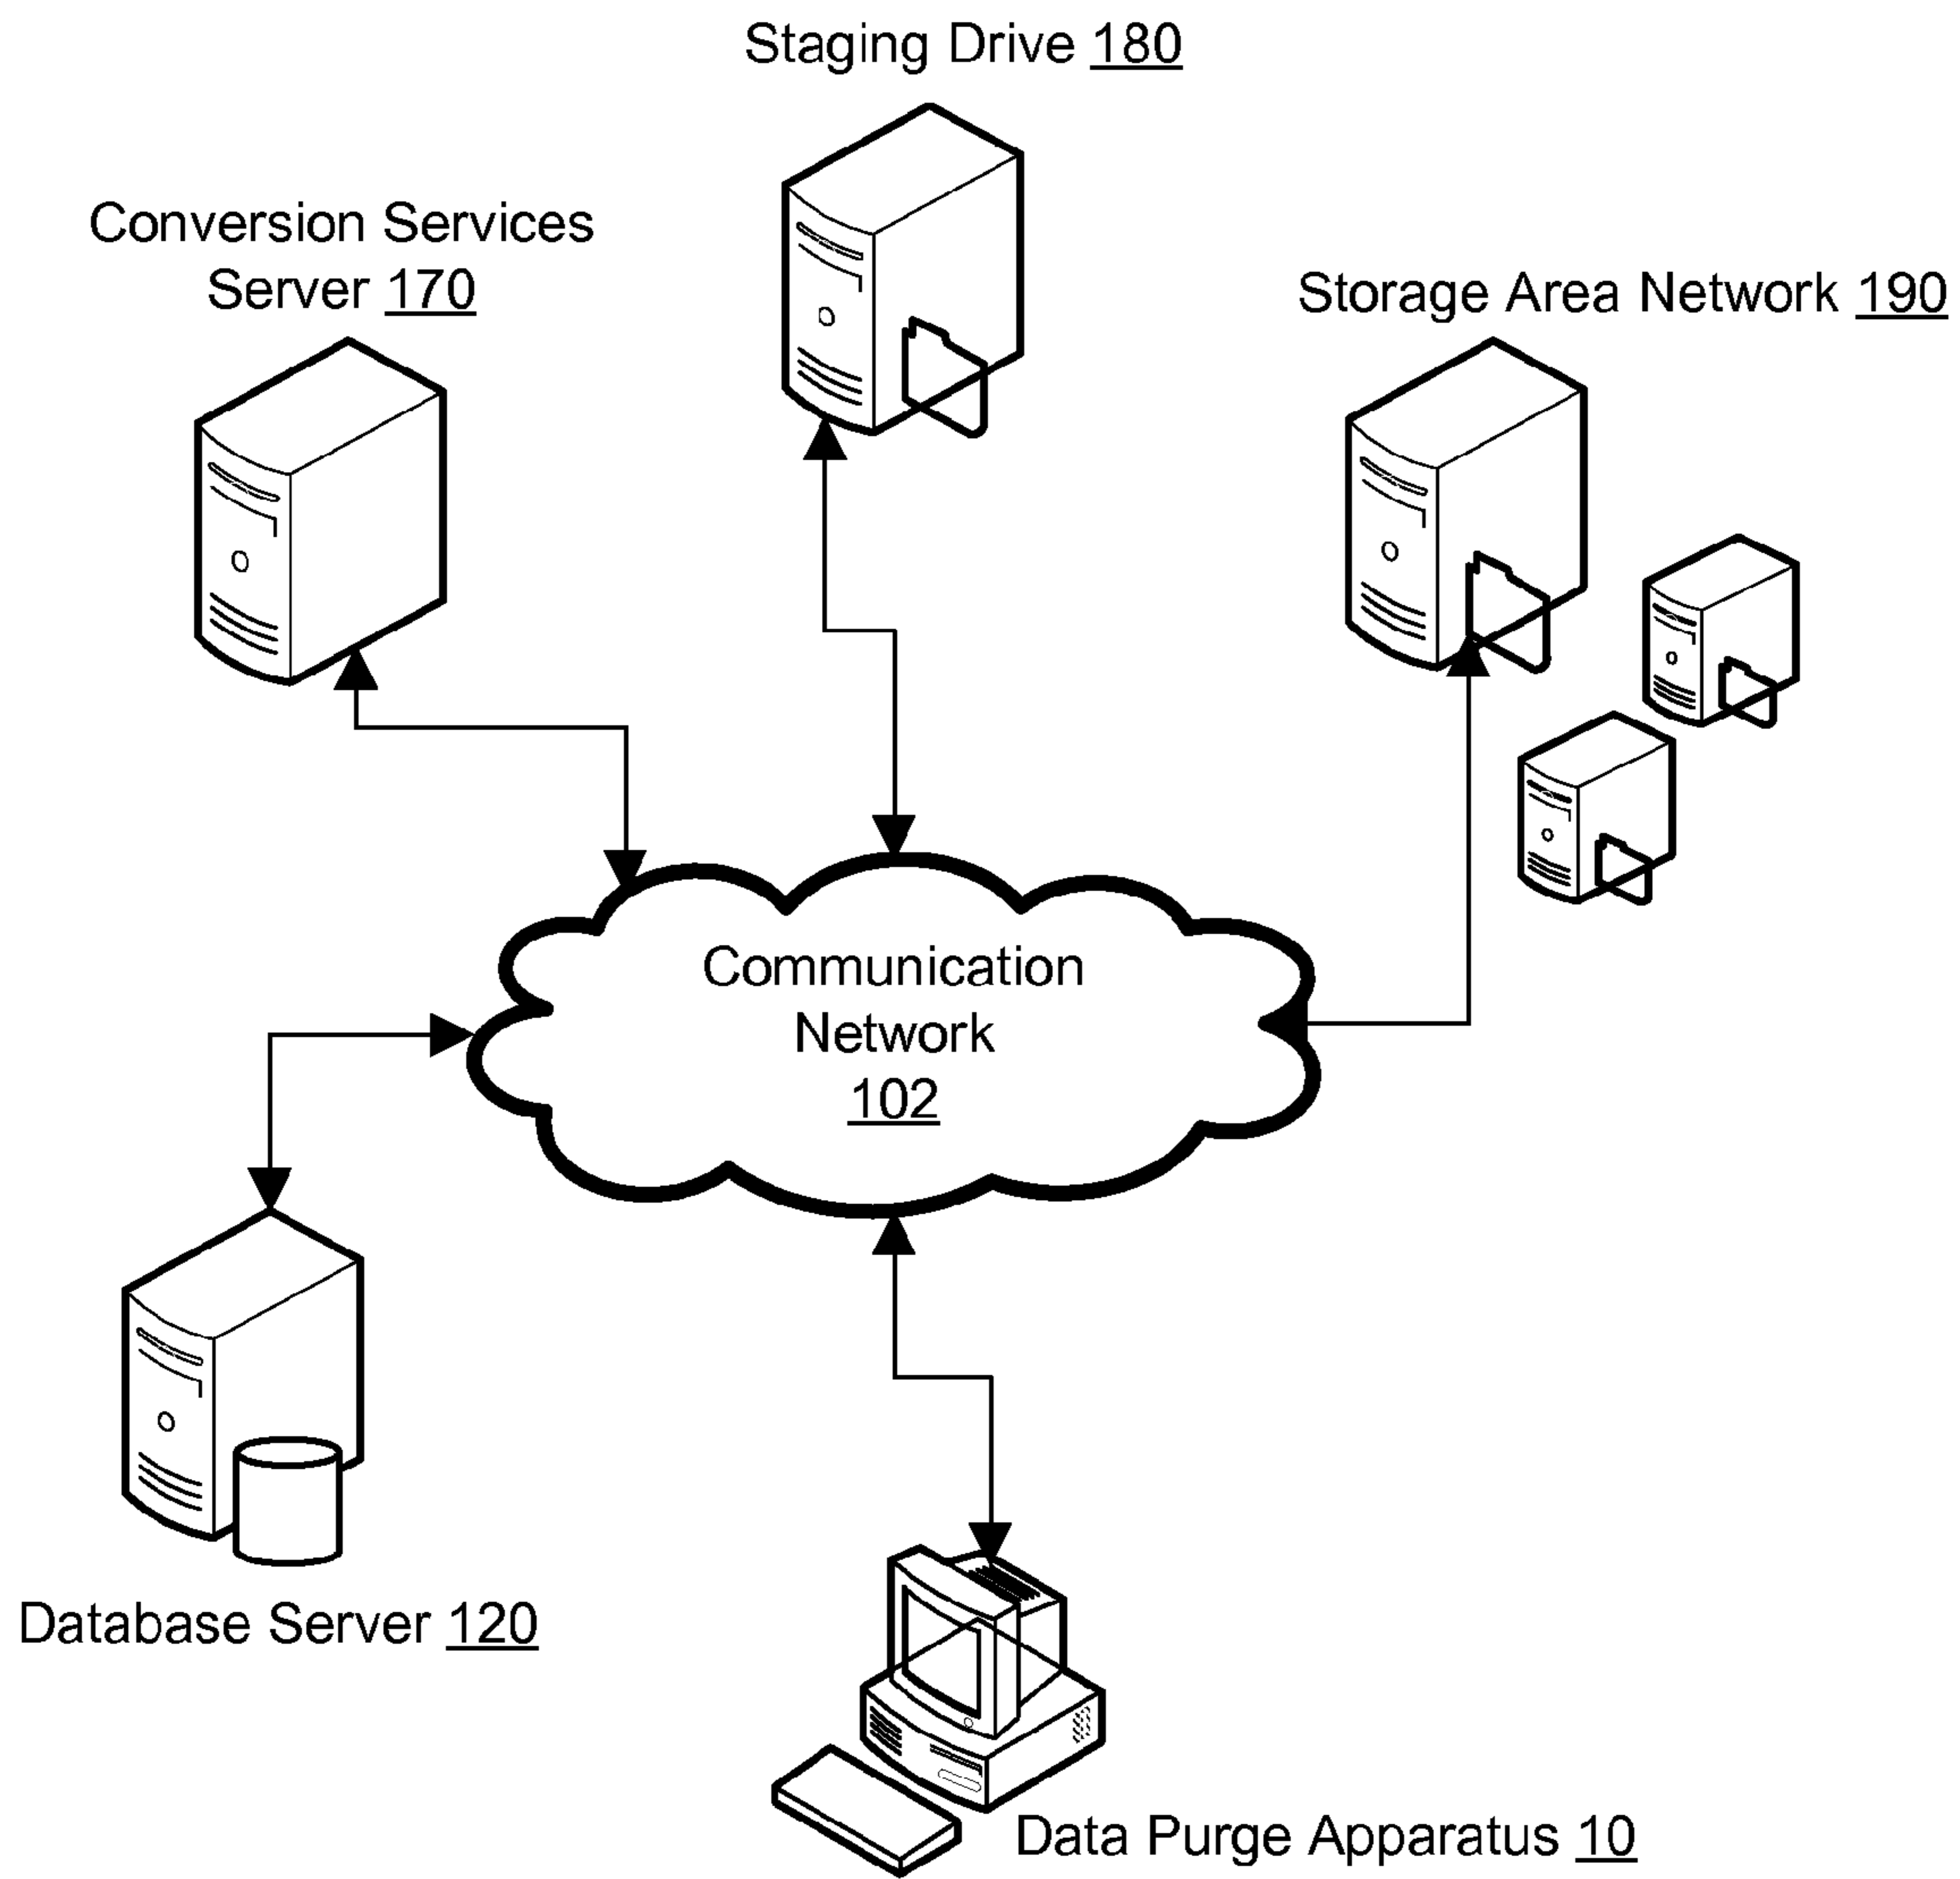 Staging Drive 180
Conversion Services
Server 170
Storage Area Network 190
Communication
Network
102
Database Server 120
Data Purge Apparatus 10